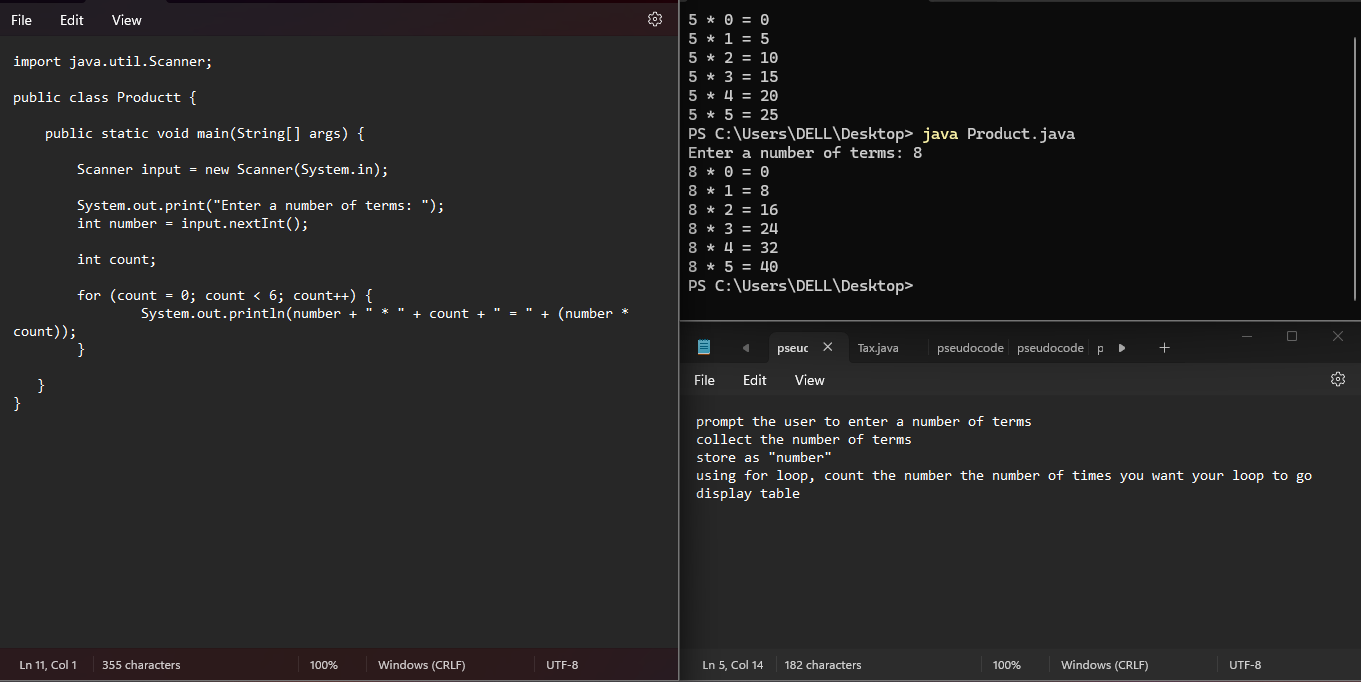 File Edit View
import java.util.Scanner;
public class Productt {
public static void main(String[] args) {
Scanner input = new Scanner(System.in);
System.out.print("Enter a number of terms: ");
int number = input.nextInt();
int count;
for (count = 0; count < 6; count++) {
System.out.println(number + " * " + count + " = " + (number *
count));
}
}
}
Ln 11, Col 1 355 characters 100% Windows (CRLF) UTF-8
5 * 0 = 0
5 * 1 = 5
5 * 2 = 10
5 * 3 = 15
5 * 4 = 20
5 * 5 = 25
PS C:\Users\DELL\Desktop> java Product.java
Enter a number of terms: 8
8 * 0 = 0
8 * 1 = 8
8 * 2 = 16
8 * 3 = 24
8 * 4 = 32
8 * 5 = 40
PS C:\Users\DELL\Desktop>
pseuc Tax.java pseudocode pseudocode p
File Edit View
prompt the user to enter a number of terms
collect the number of terms
store as "number"
using for loop, count the number the number of times you want your loop to go
display table
Ln 5, Col 14 182 characters 100% Windows (CRLF) UTF-8